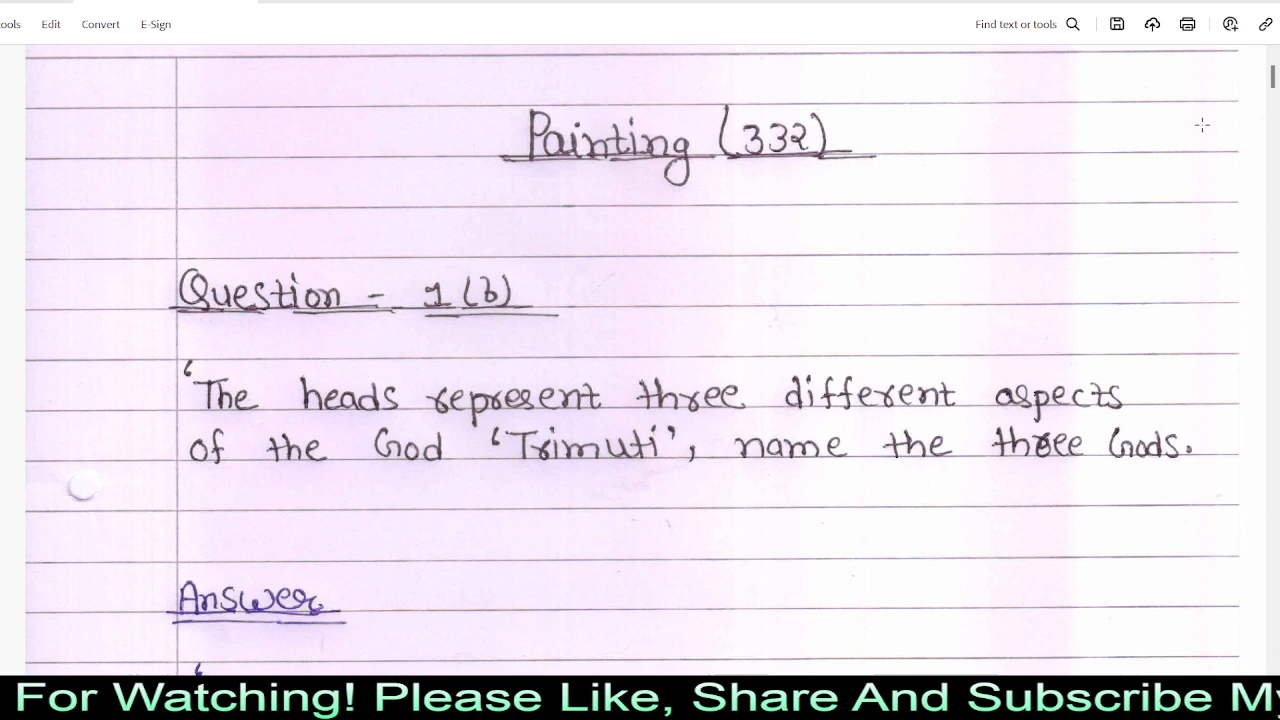 ools Edit Convert E-Sign Find text or tools
Painting (332)
Question - 1(b)
'The heads represent three different aspects
of the God 'Trimuti', name the three Gods.
Answer
For Watching! Please Like, Share And Subscribe My